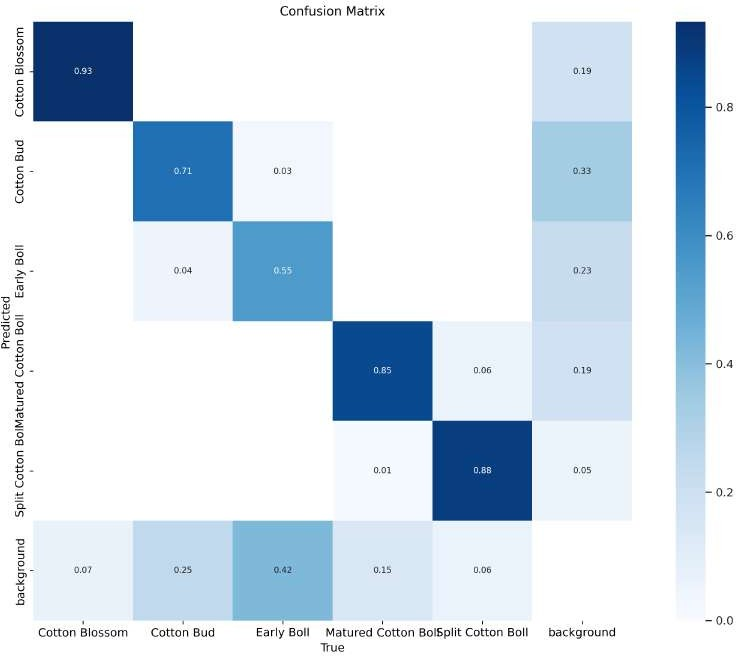 Confusion Matrix
Cotton Blossom
0.93
0.19
Cotton Bud
0.71
0.03
0.33
Early Boll
0.04
0.55
0.23
Matured Cotton Boll
0.85
0.06
0.19
Split Cotton Boll
0.01
0.88
0.05
background
0.07
0.25
0.42
0.15
0.06
Predicted
Cotton Blossom
Cotton Bud
Early Boll
Matured Cotton Boll
Split Cotton Boll
background
True
0.8
0.6
0.4
0.2
0.0